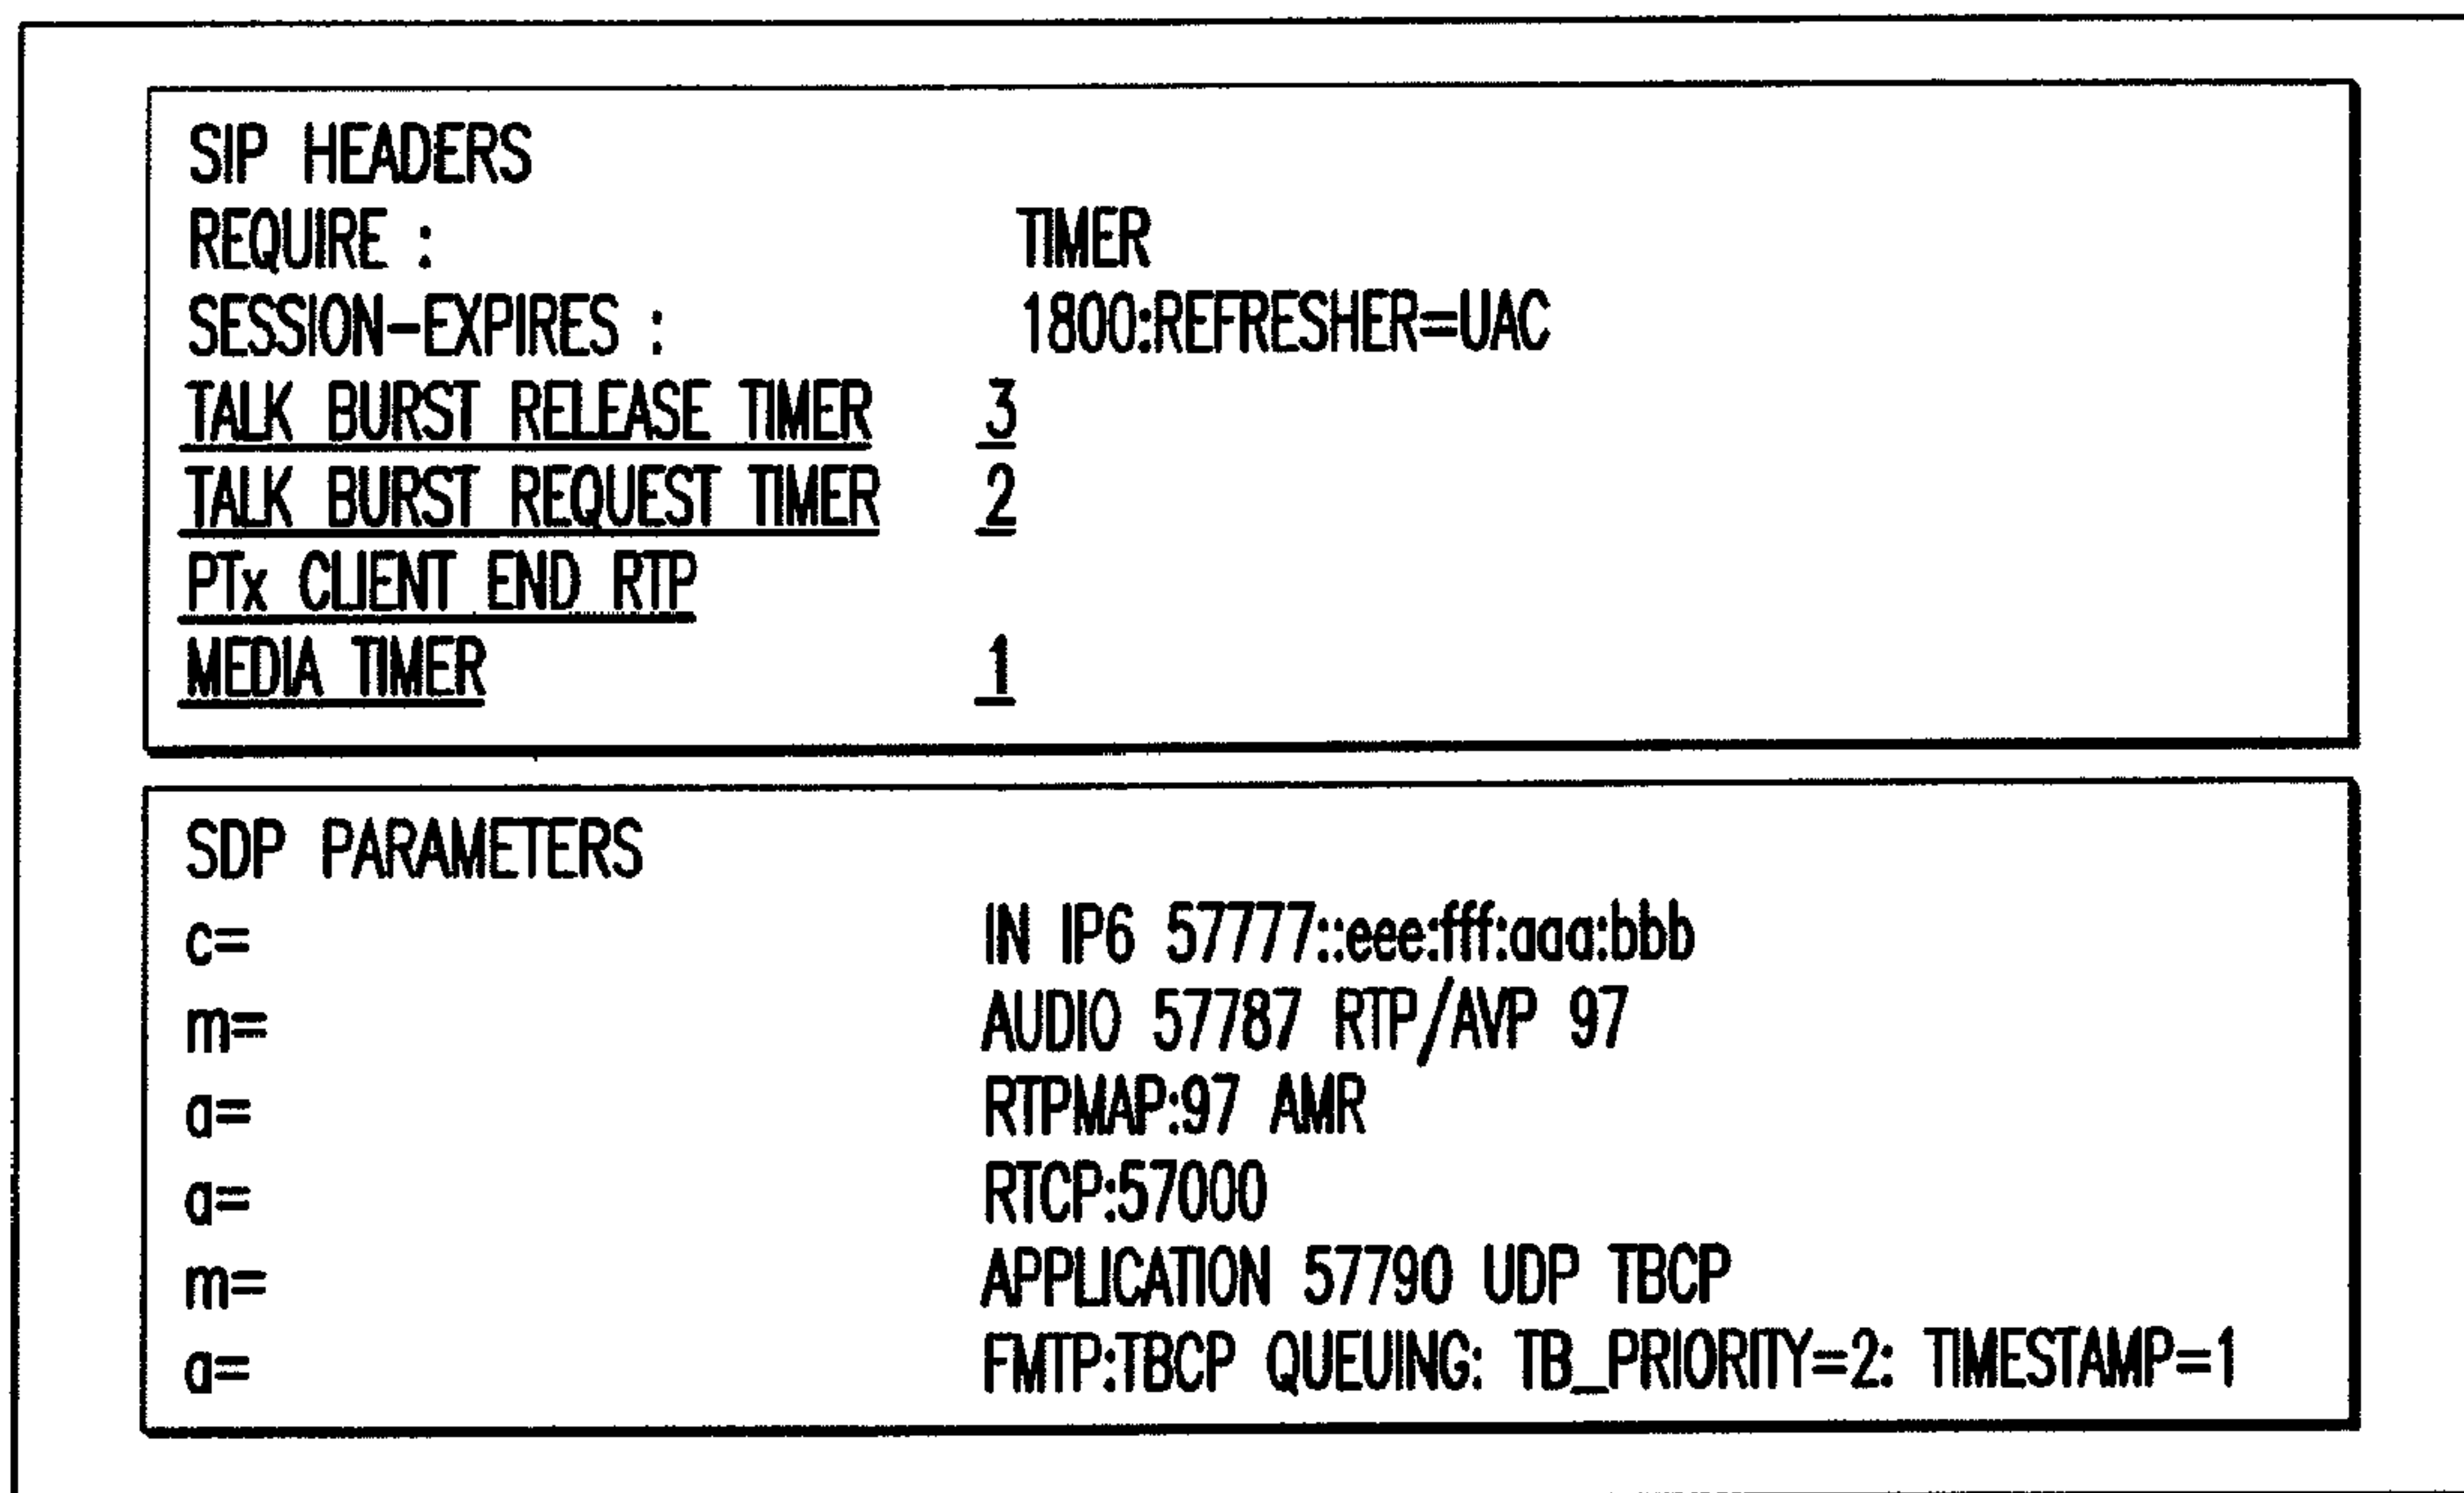 SIP HEADERS
REQUIRE : TIMER
SESSION-EXPIRES : 1800:REFRESHER=UAC
TALK BURST RELEASE TIMER 3
TALK BURST REQUEST TIMER 2
PTx CLIENT END RTP
MEDIA TIMER 1
SDP PARAMETERS
c= IN IP6 57777::eee:fff:aaa:bbb
m= AUDIO 57787 RTP/AVP 97
a= RTPMAP:97 AMR
a= RTCP:57000
m= APPLICATION 57790 UDP TBCP
a= FMTP:TBCP QUEUING: TB_PRIORITY=2: TIMESTAMP=1